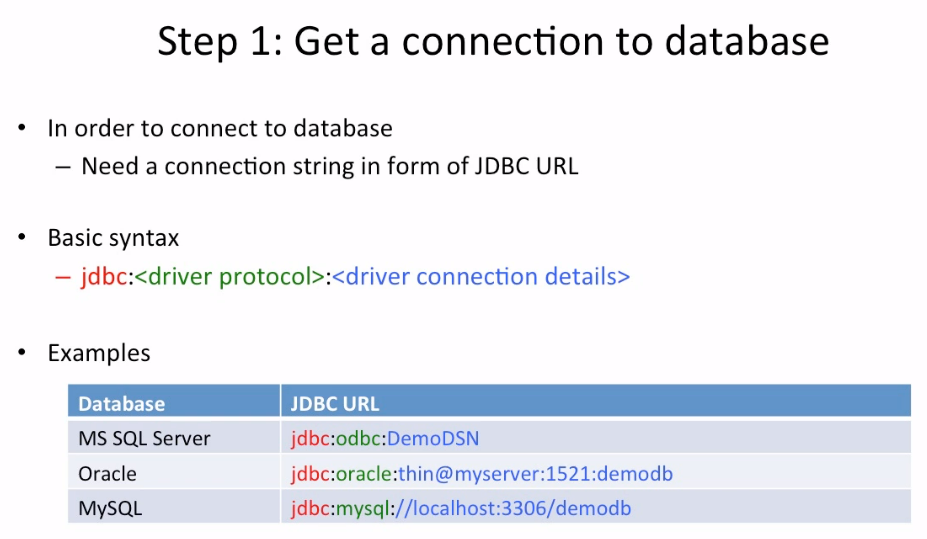 Step 1: Get a connection to database
• In order to connect to database
– Need a connection string in form of JDBC URL
• Basic syntax
– jdbc:<driver protocol>:<driver connection details>
• Examples
Database JDBC URL
MS SQL Server jdbc:odbc:DemoDSN
Oracle jdbc:oracle:thin@myserver:1521:demodb
MySQL jdbc:mysql://localhost:3306/demodb